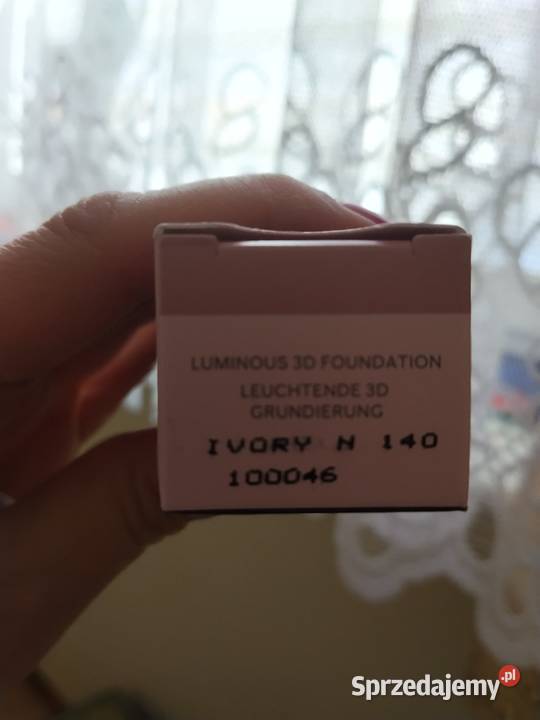 LUMINOUS 3D FOUNDATION
LEUCHTENDE 3D
GRUNDIERUNG
IVORY N 140
100046
Sprzedajemy.pl